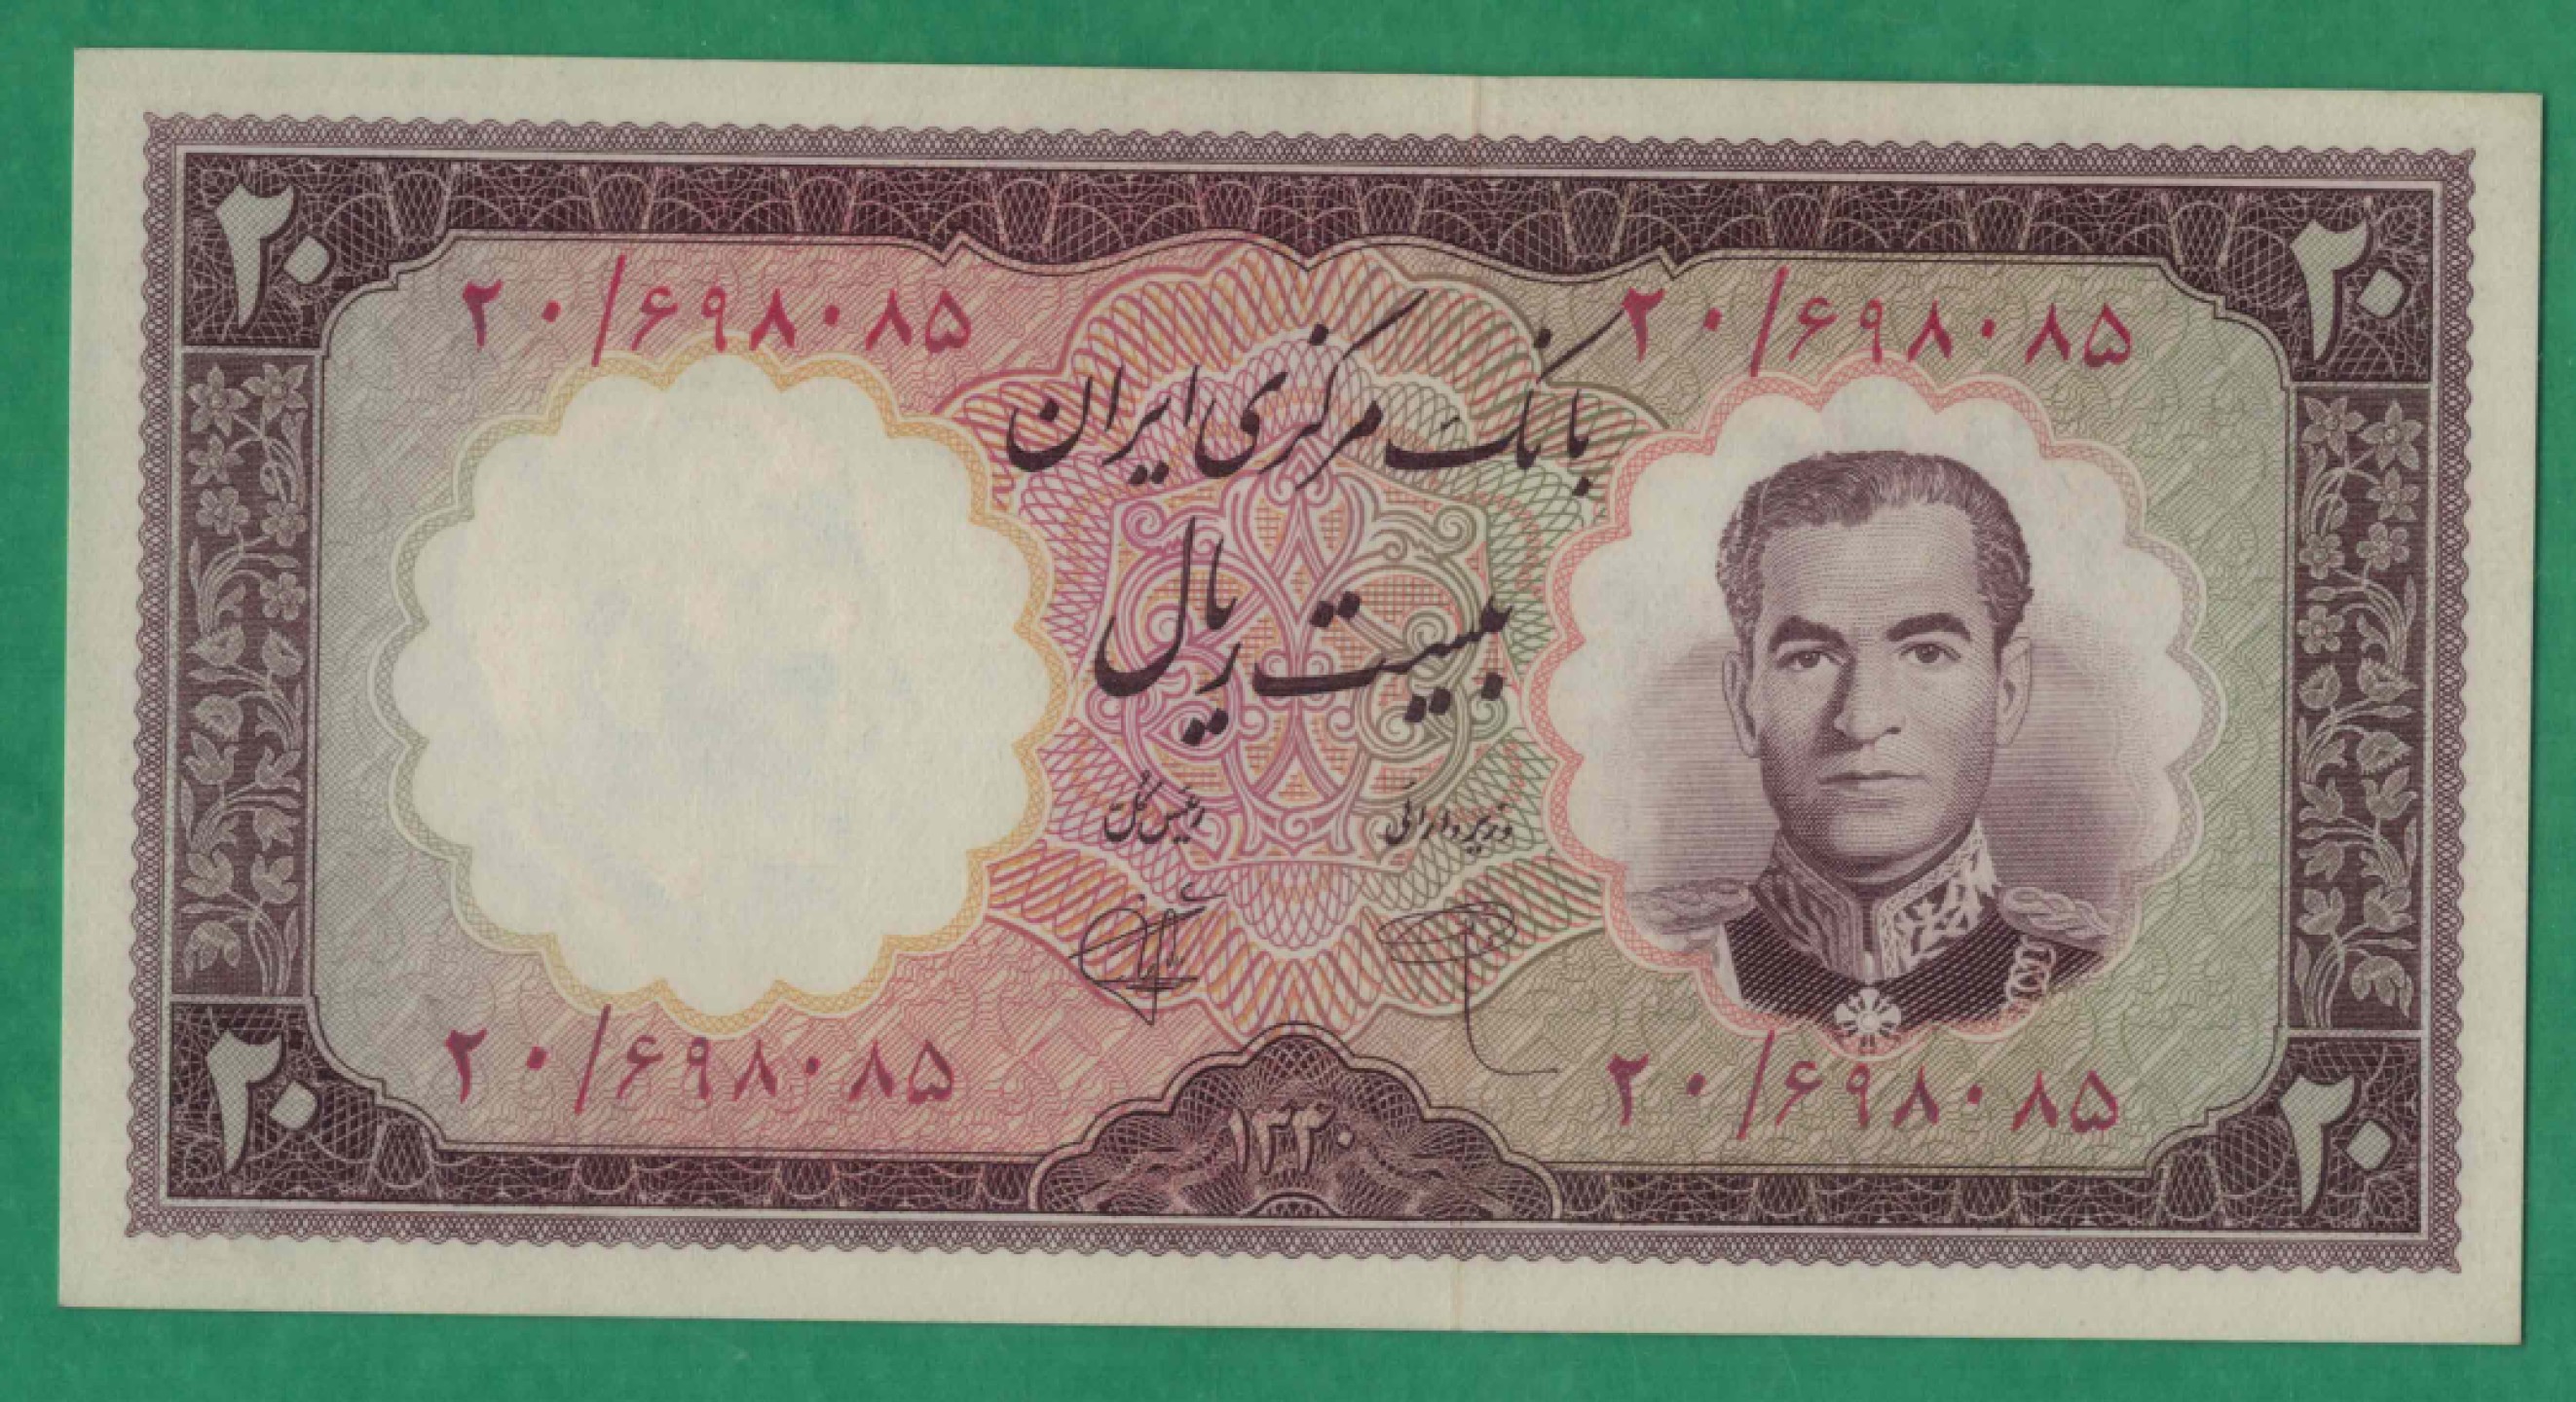 ۲۰ ۲۰
۲۰/۶۹۸۰۸۵ ۲۰/۶۹۸۰۸۵
بانک مرکزی ایران
بیست ریال
وزیر دارائی رئیس کل
۲۰/۶۹۸۰۸۵ ۲۰/۶۹۸۰۸۵
۲۰ ۲۰
۱۳۴۰